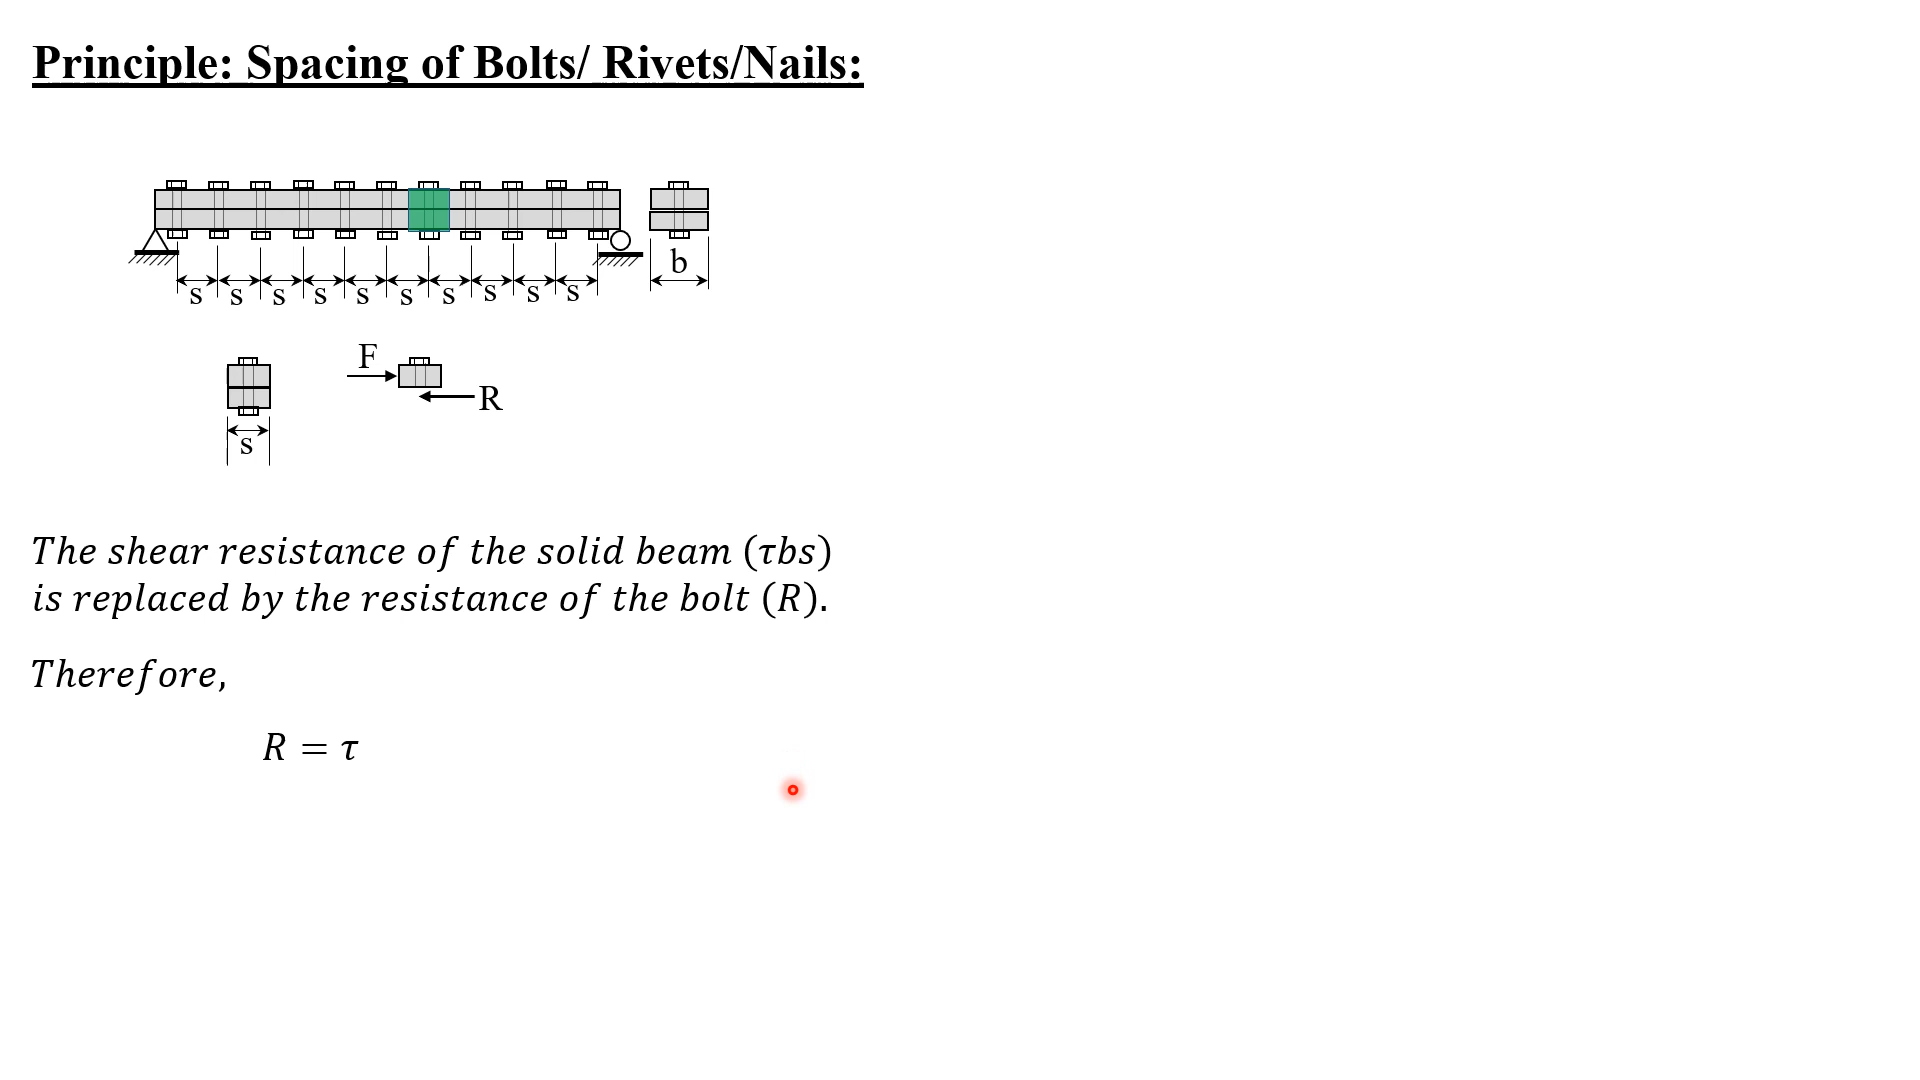 Principle: Spacing of Bolts/ Rivets/Nails:
b
s s s s s s s s s s
F
R
s
The shear resistance of the solid beam (τbs)
is replaced by the resistance of the bolt (R).
Therefore,
R = τ